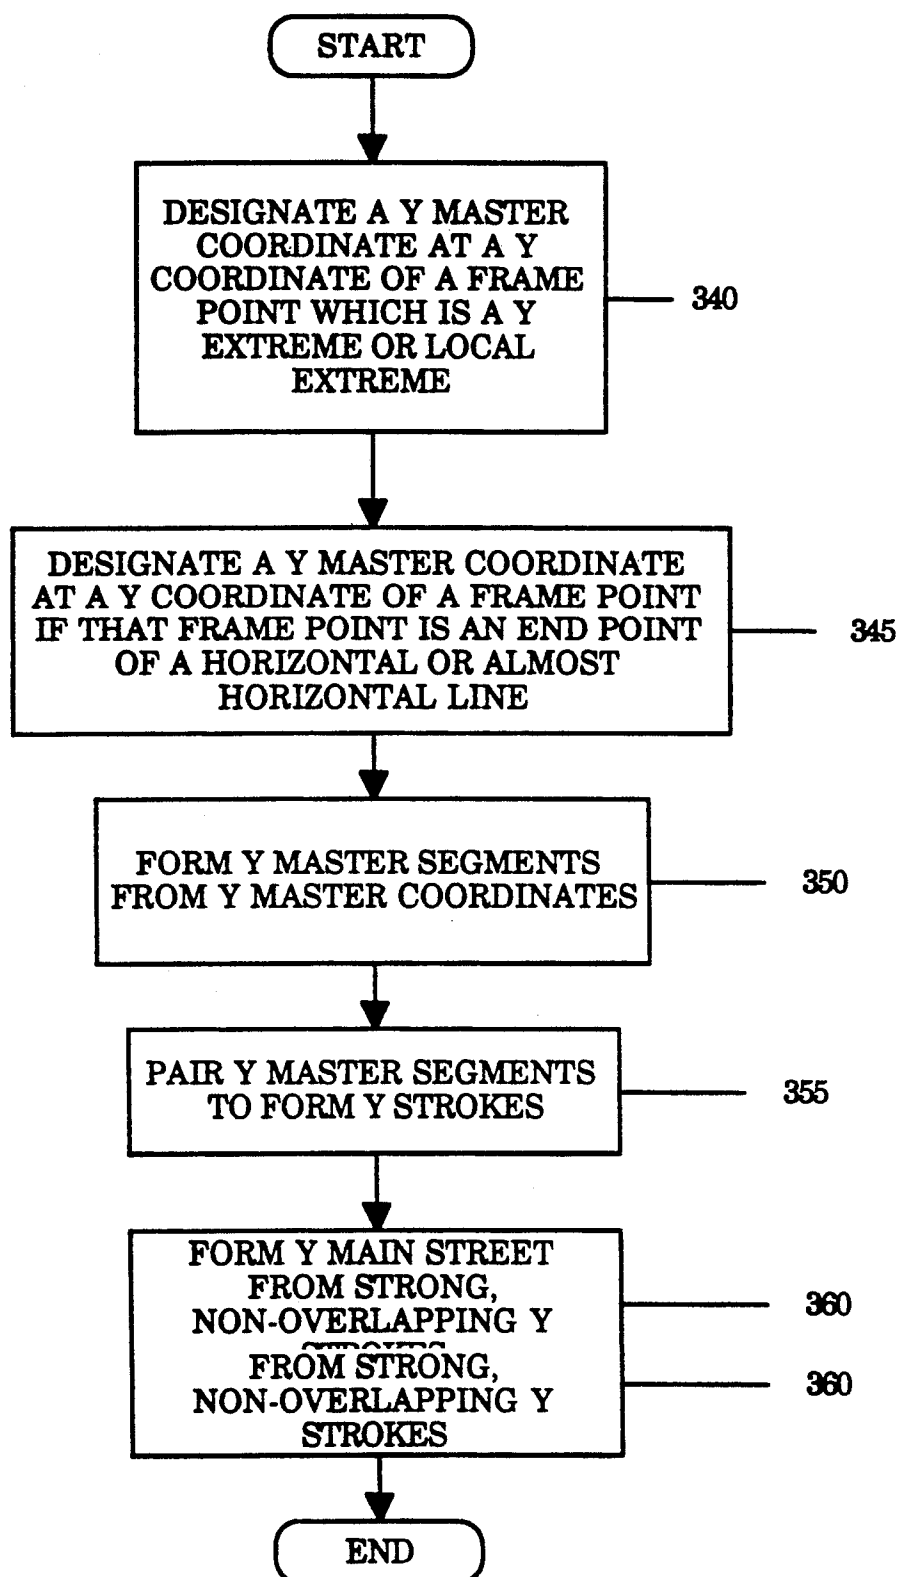 START
DESIGNATE A Y MASTER
COORDINATE AT A Y
COORDINATE OF A FRAME
POINT WHICH IS A Y
EXTREME OR LOCAL
EXTREME
340
DESIGNATE A Y MASTER COORDINATE
AT A Y COORDINATE OF A FRAME POINT
IF THAT FRAME POINT IS AN END POINT
OF A HORIZONTAL OR ALMOST
HORIZONTAL LINE
345
FORM Y MASTER SEGMENTS
FROM Y MASTER COORDINATES
350
PAIR Y MASTER SEGMENTS
TO FORM Y STROKES
355
FORM Y MAIN STREET
FROM STRONG,
NON-OVERLAPPING Y
360
FROM STRONG,
NON-OVERLAPPING Y
STROKES
360
END